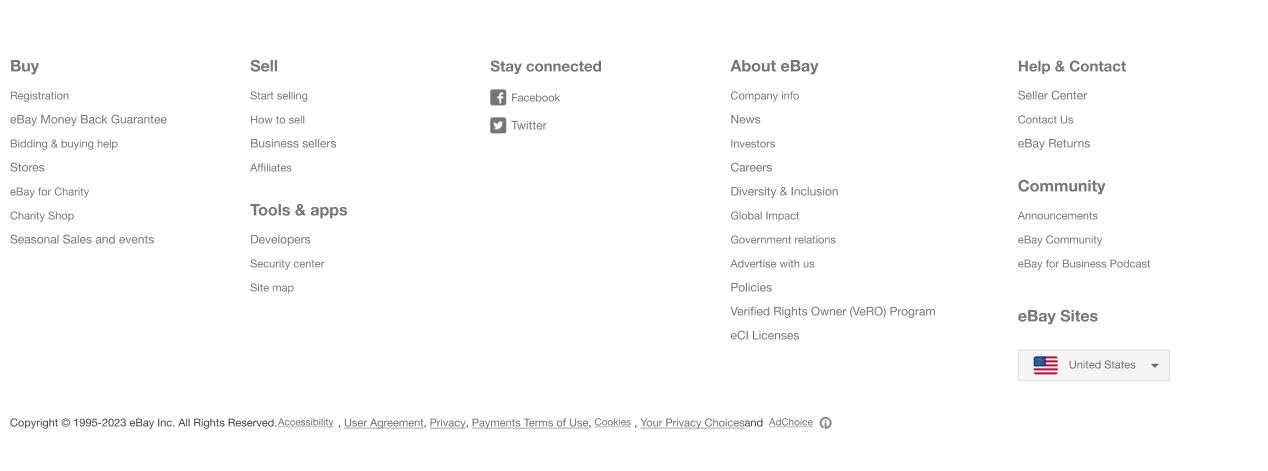 Buy
Registration
eBay Money Back Guarantee
Bidding & buying help
Stores
eBay for Charity
Charity Shop
Seasonal Sales and events
Sell
Start selling
How to sell
Business sellers
Affiliates
Tools & apps
Developers
Security center
Site map
Stay connected
Facebook
Twitter
About eBay
Company info
News
Investors
Careers
Diversity & Inclusion
Global Impact
Government relations
Advertise with us
Policies
Verified Rights Owner (VeRO) Program
eCI Licenses
Help & Contact
Seller Center
Contact Us
eBay Returns
Community
Announcements
eBay Community
eBay for Business Podcast
eBay Sites
United States
Copyright © 1995-2023 eBay Inc. All Rights Reserved.Accessibility , User Agreement, Privacy, Payments Terms of Use, Cookies , Your Privacy Choicesand AdChoice